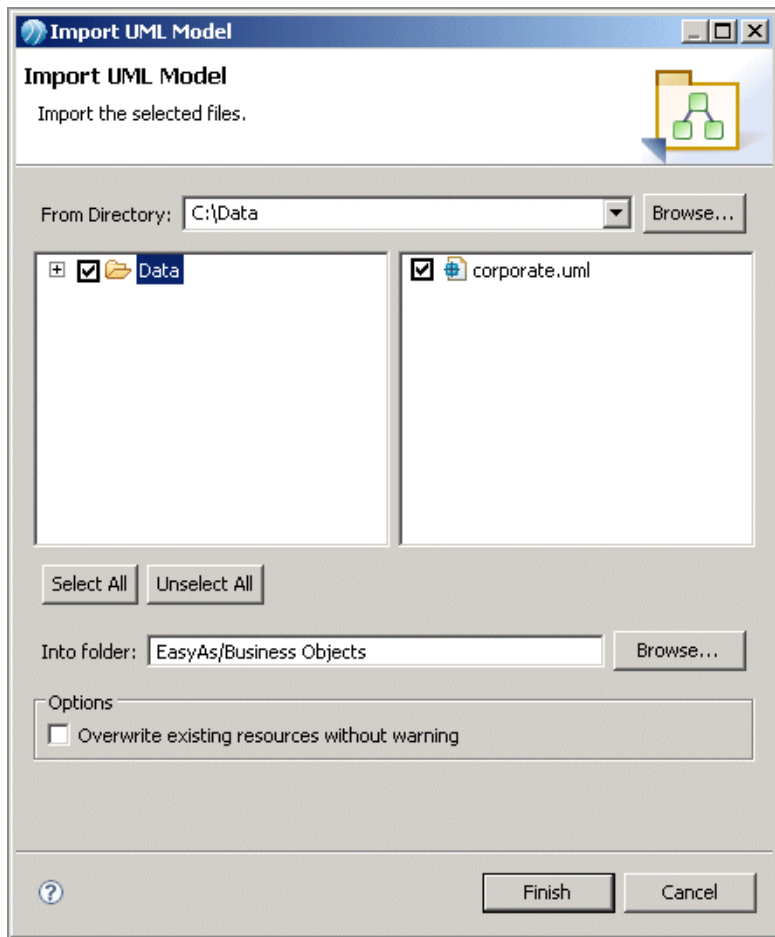 Import UML Model
Import UML Model
Import the selected files.
From Directory: C:\Data Browse...
Data corporate.uml
Select All Unselect All
Into folder: EasyAs/Business Objects Browse...
Options
Overwrite existing resources without warning
? Finish Cancel